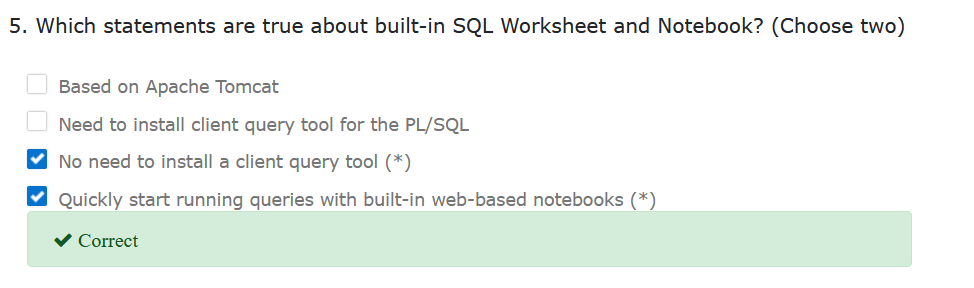 5. Which statements are true about built-in SQL Worksheet and Notebook? (Choose two)
Based on Apache Tomcat
Need to install client query tool for the PL/SQL
No need to install a client query tool (*)
Quickly start running queries with built-in web-based notebooks (*)
Correct